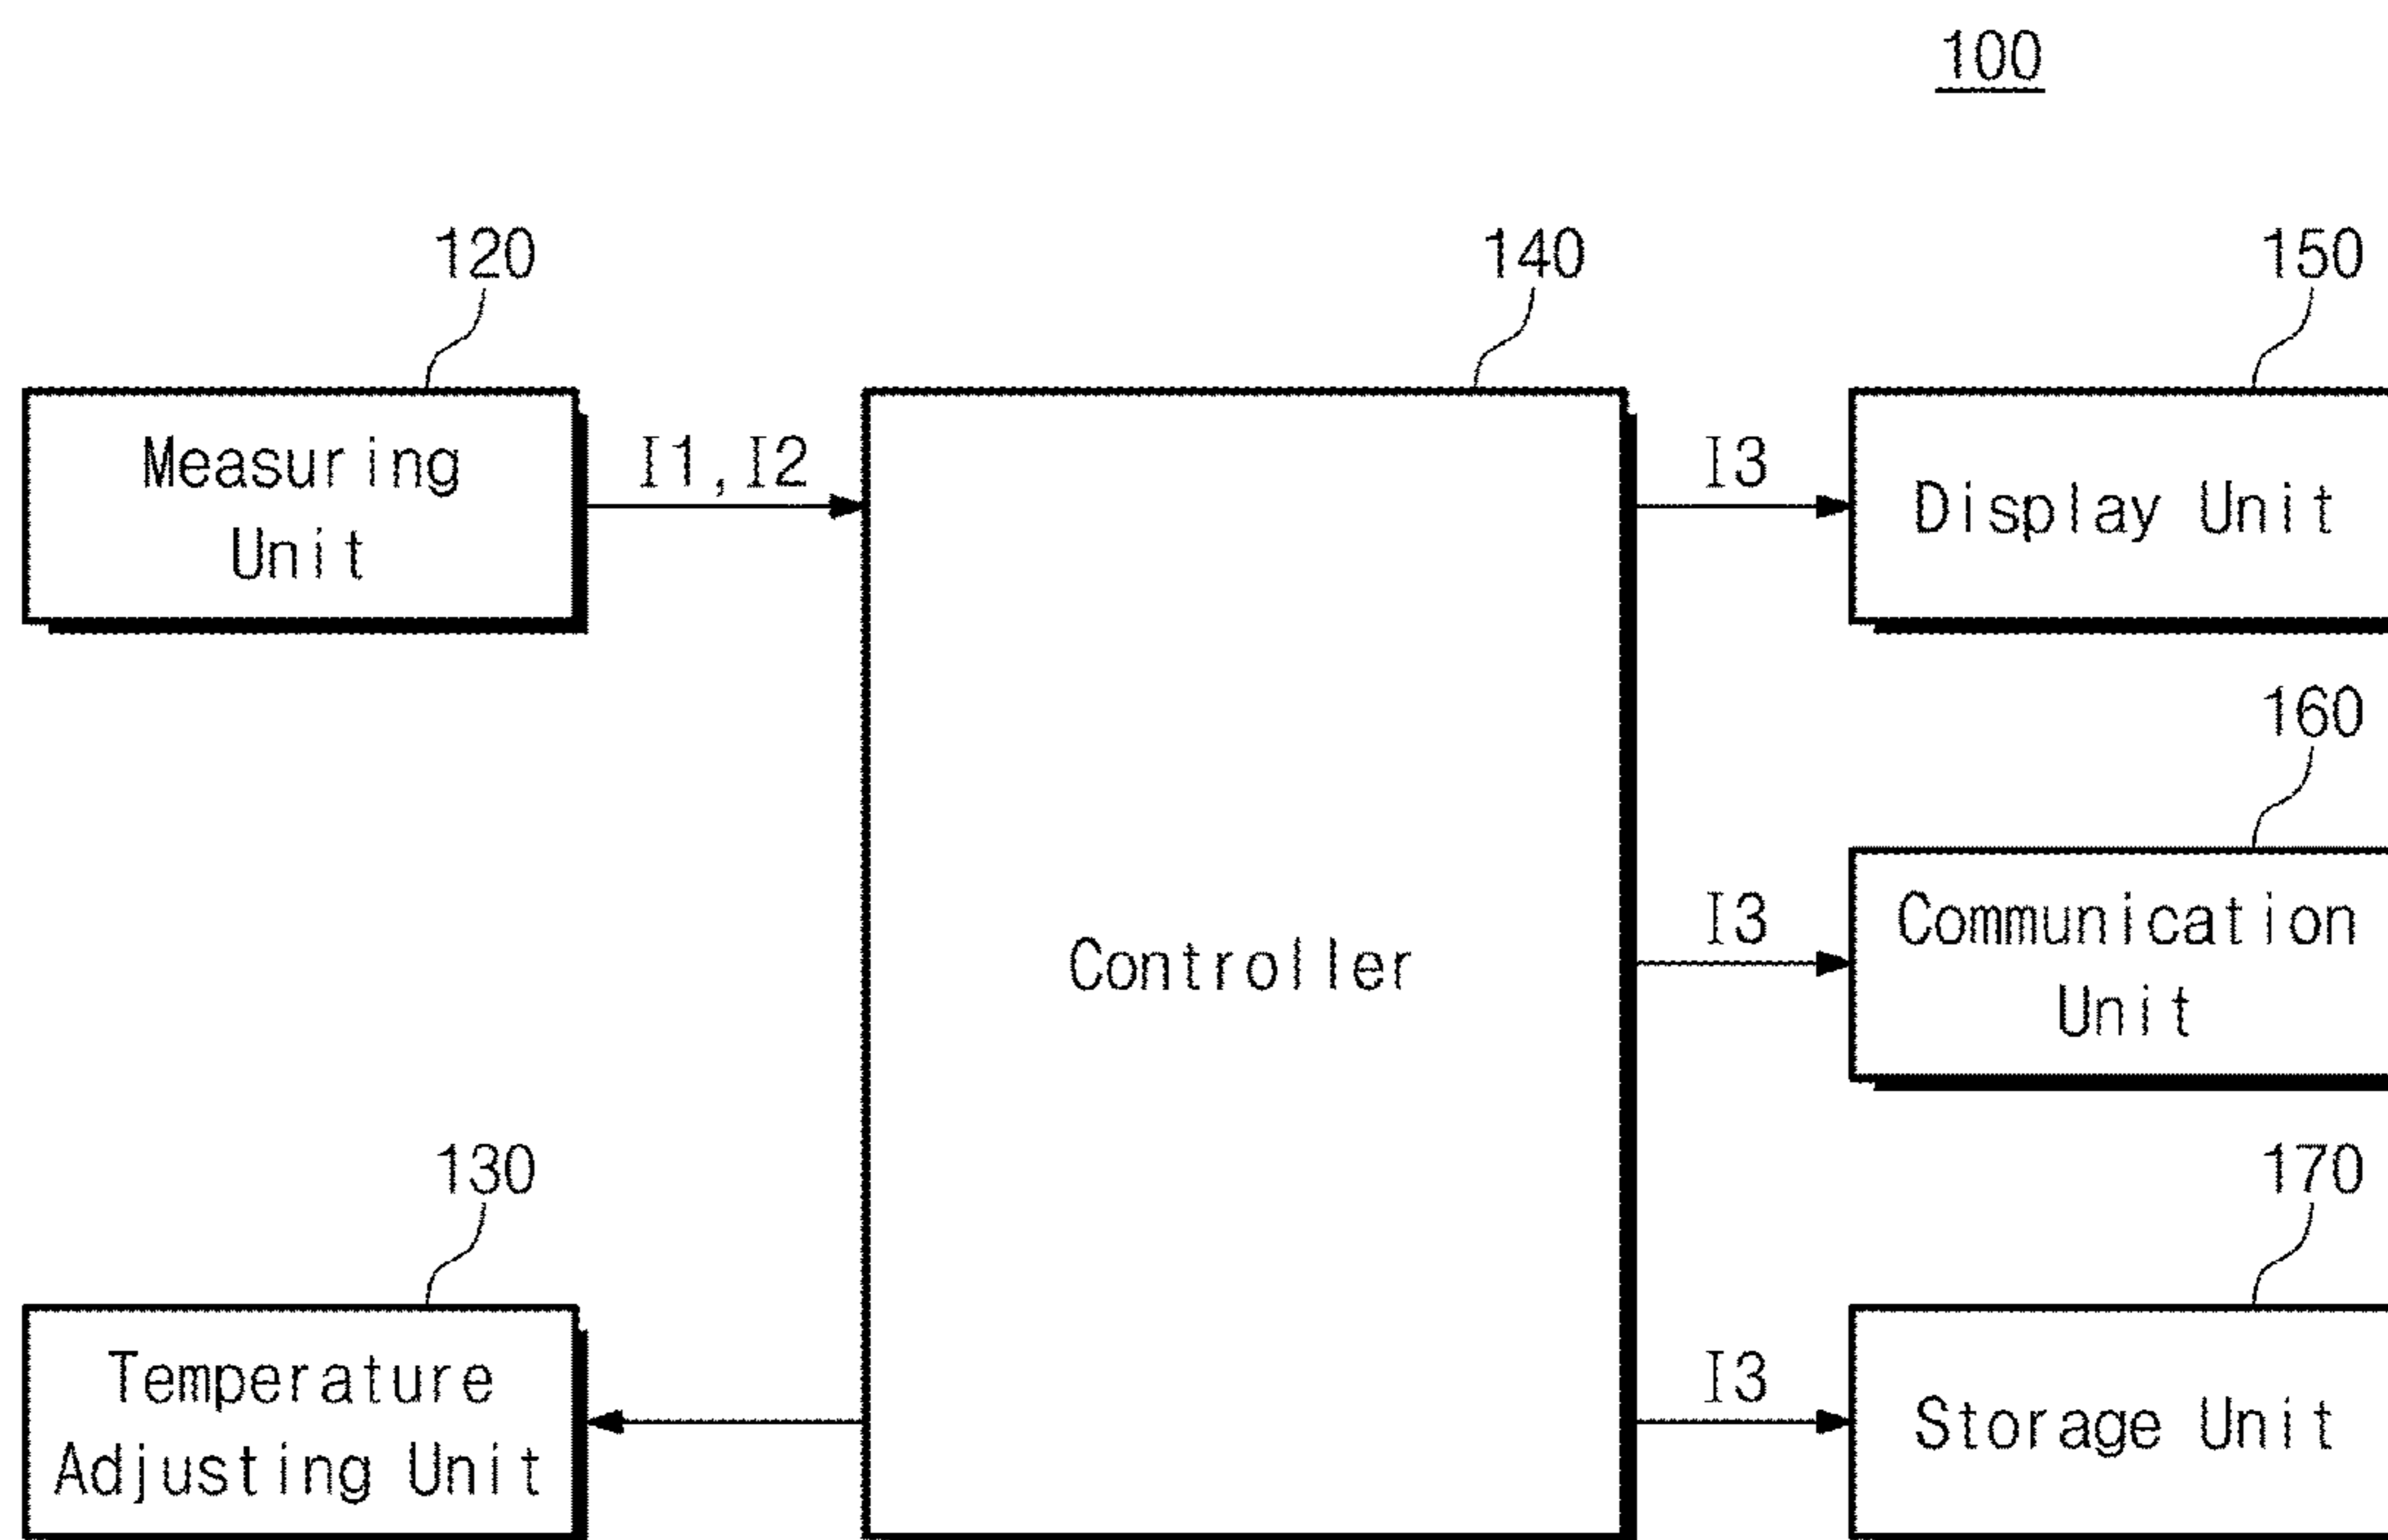 100
120
140
150
Measuring
Unit
I1,I2
I3
Display Unit
160
Controller
I3
Communication
Unit
130
170
Temperature
Adjusting Unit
I3
Storage Unit